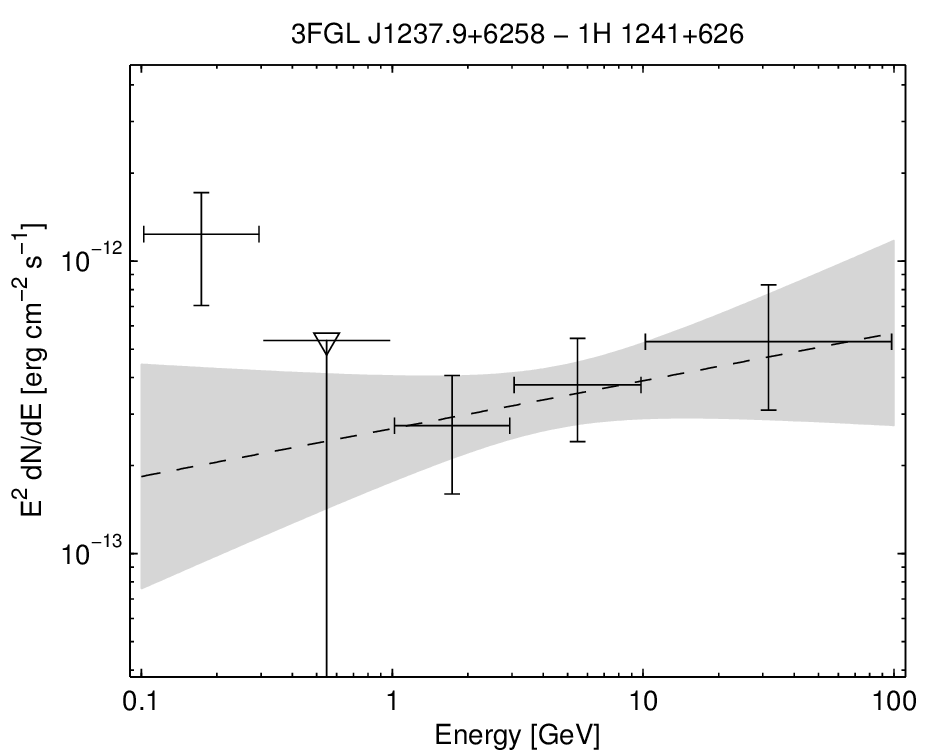 3FGL J1237.9+6258 − 1H 1241+626
E² dN/dE [erg cm⁻² s⁻¹]
10⁻¹²
10⁻¹³
0.1 1 10 100
Energy [GeV]